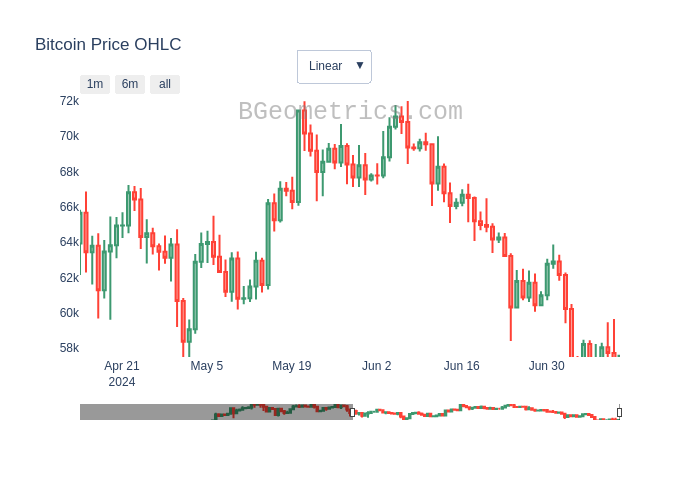 Bitcoin Price OHLC
Linear ▼
1m 6m all
BGeometrics.com
72k
70k
68k
66k
64k
62k
60k
58k
Apr 21 May 5 May 19 Jun 2 Jun 16 Jun 30
2024